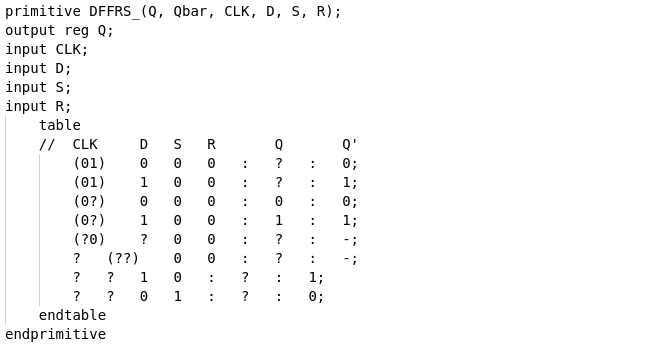 primitive DFFRS_(Q, Qbar, CLK, D, S, R);
output reg Q;
input CLK;
input D;
input S;
input R;
    table
    //  CLK     D   S   R       Q       Q'
        (01)    0   0   0   :   ?   :   0;
        (01)    1   0   0   :   ?   :   1;
        (0?)    0   0   0   :   0   :   0;
        (0?)    1   0   0   :   1   :   1;
        (?0)    ?   0   0   :   ?   :   -;
        ?   (??)    0   0   :   ?   :   -;
        ?   ?   1   0   :   ?   :   1;
        ?   ?   0   1   :   ?   :   0;
    endtable
endprimitive